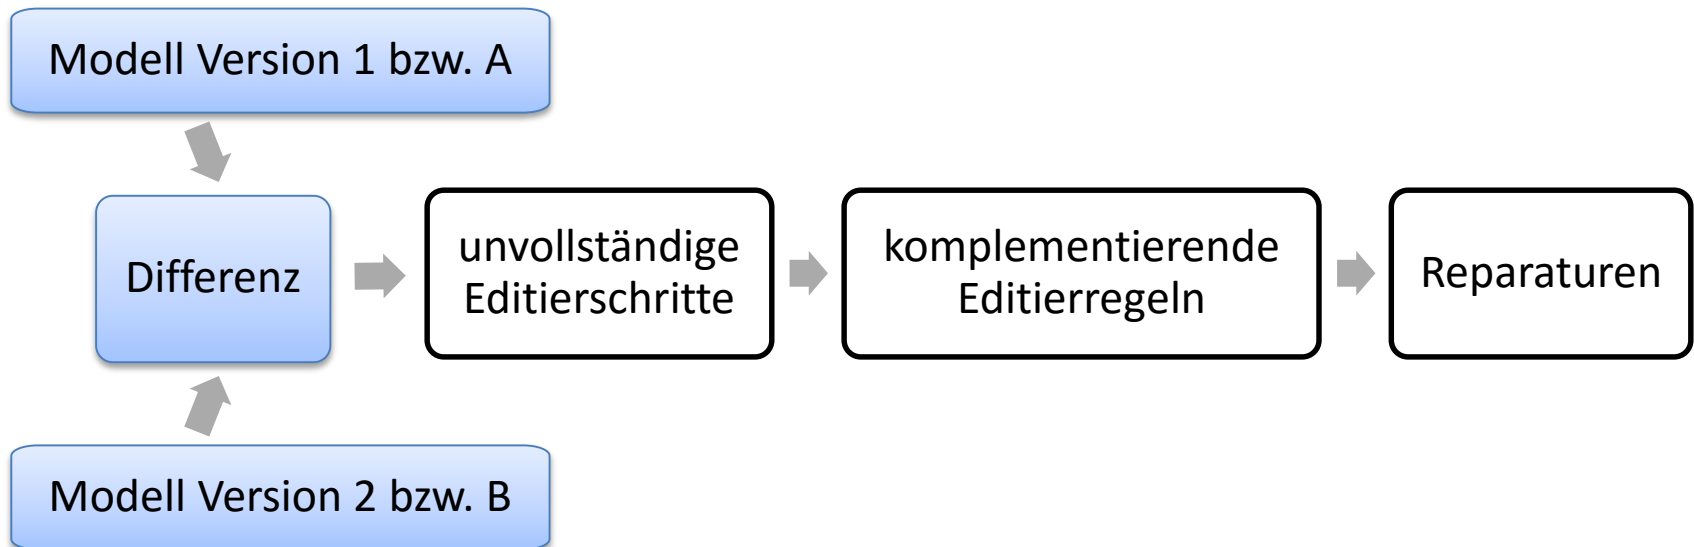 Modell Version 1 bzw. A
Differenz
unvollständige
Editierschritte
komplementierende
Editierregeln
Reparaturen
Modell Version 2 bzw. B